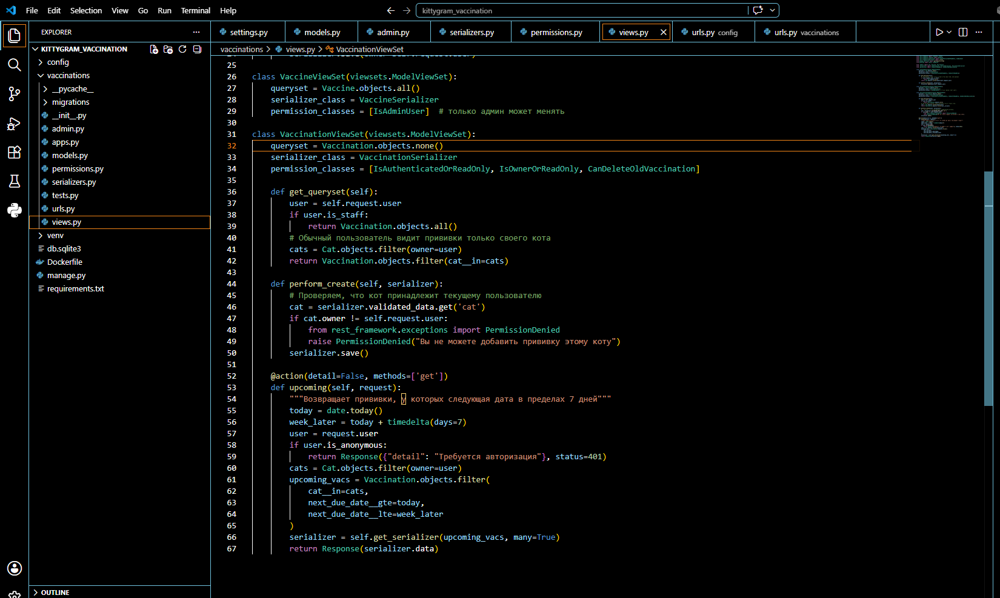 File Edit Selection View Go Run Terminal Help
kittygram_vaccination
EXPLORER
KITTYGRAM_VACCINATION
config
vaccinations
__pycache__
migrations
__init__.py
admin.py
apps.py
models.py
permissions.py
serializers.py
tests.py
urls.py
views.py
venv
db.sqlite3
Dockerfile
manage.py
requirements.txt
OUTLINE
settings.py models.py admin.py serializers.py permissions.py views.py urls.py config urls.py vaccinations
vaccinations > views.py > VaccinationViewSet
25
26 class VaccineViewSet(viewsets.ModelViewSet):
27 queryset = Vaccine.objects.all()
28 serializer_class = VaccineSerializer
29 permission_classes = [IsAdminUser] # только админ может менять
30
31 class VaccinationViewSet(viewsets.ModelViewSet):
32 queryset = Vaccination.objects.none()
33 serializer_class = VaccinationSerializer
34 permission_classes = [IsAuthenticatedOrReadOnly, IsOwnerOrReadOnly, CanDeleteOldVaccination]
35
36 def get_queryset(self):
37 user = self.request.user
38 if user.is_staff:
39 return Vaccination.objects.all()
40 # Обычный пользователь видит прививки только своего кота
41 cats = Cat.objects.filter(owner=user)
42 return Vaccination.objects.filter(cat__in=cats)
43
44 def perform_create(self, serializer):
45 # Проверяем, что кот принадлежит текущему пользователю
46 cat = serializer.validated_data.get('cat')
47 if cat.owner != self.request.user:
48 from rest_framework.exceptions import PermissionDenied
49 raise PermissionDenied("Вы не можете добавить прививку этому коту")
50 serializer.save()
51
52 @action(detail=False, methods=['get'])
53 def upcoming(self, request):
54 """Возвращает прививки, у которых следующая дата в пределах 7 дней"""
55 today = date.today()
56 week_later = today + timedelta(days=7)
57 user = request.user
58 if user.is_anonymous:
59 return Response({"detail": "Требуется авторизация"}, status=401)
60 cats = Cat.objects.filter(owner=user)
61 upcoming_vacs = Vaccination.objects.filter(
62 cat__in=cats,
63 next_due_date__gte=today,
64 next_due_date__lte=week_later
65 )
66 serializer = self.get_serializer(upcoming_vacs, many=True)
67 return Response(serializer.data)